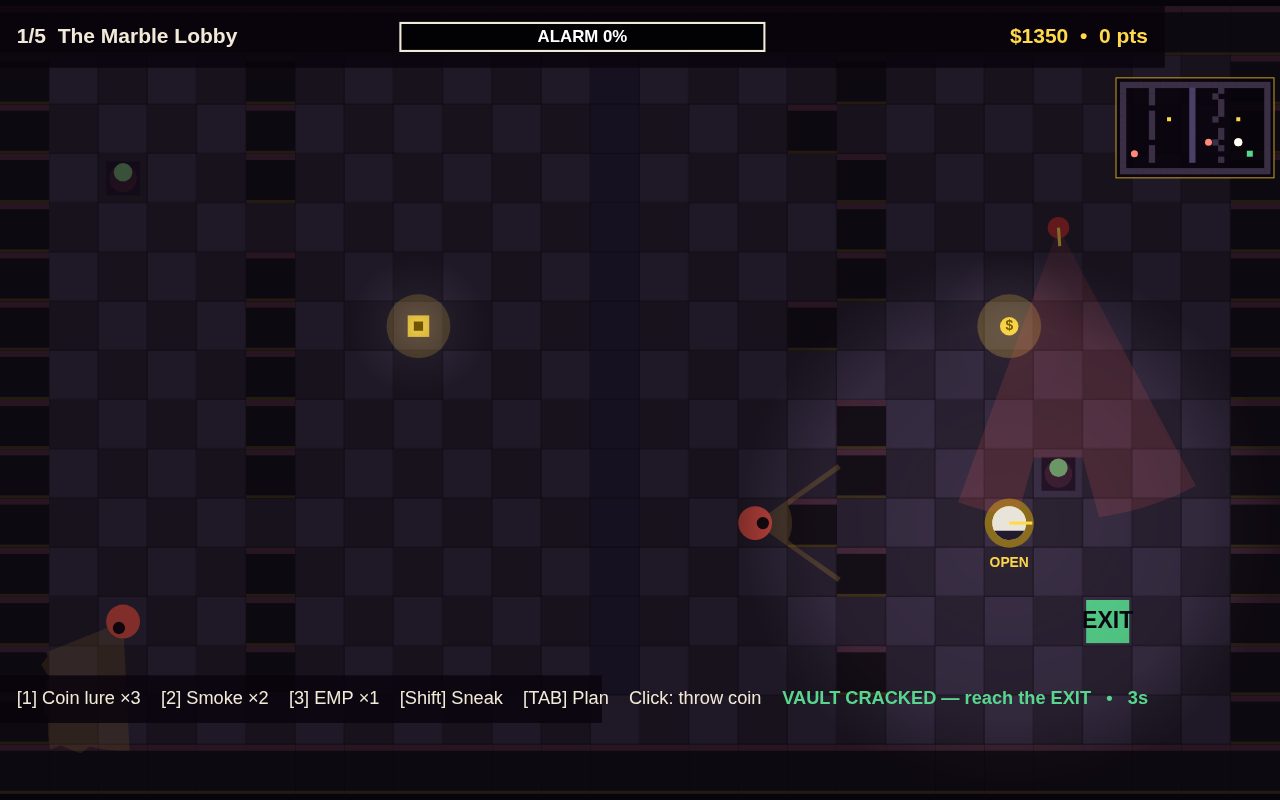 1/5 The Marble Lobby
ALARM 0%
$1350 • 0 pts
$
OPEN
EXIT
[1] Coin lure ×3 [2] Smoke ×2 [3] EMP ×1 [Shift] Sneak [TAB] Plan Click: throw coin VAULT CRACKED — reach the EXIT • 3s